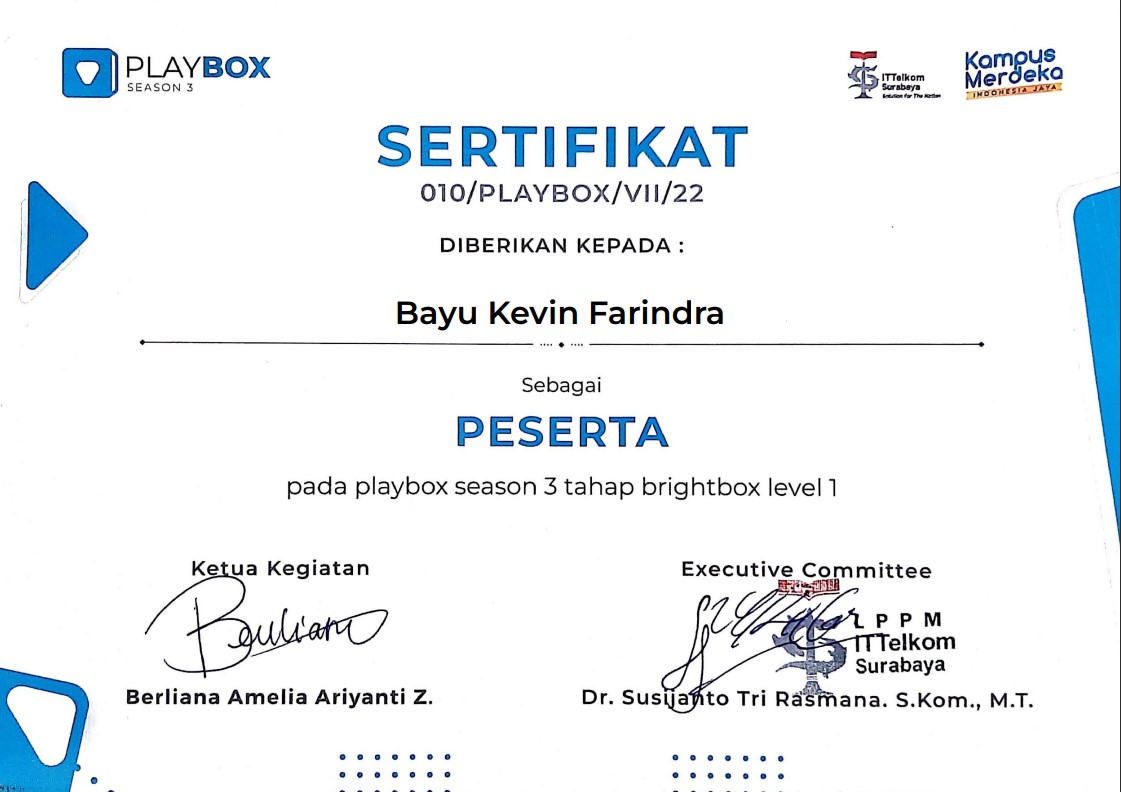 PLAYBOX
SEASON 3
ITTelkom
Surabaya
Solution for The Nation
Kampus
Merdeka
INDONESIA JAYA
SERTIFIKAT
010/PLAYBOX/VII/22
DIBERIKAN KEPADA :
Bayu Kevin Farindra
Sebagai
PESERTA
pada playbox season 3 tahap brightbox level 1
Ketua Kegiatan
Executive Committee
Berliana
L P P M
ITTelkom
Surabaya
Berliana Amelia Ariyanti Z.
Dr. Susijanto Tri Rasmana. S.Kom., M.T.